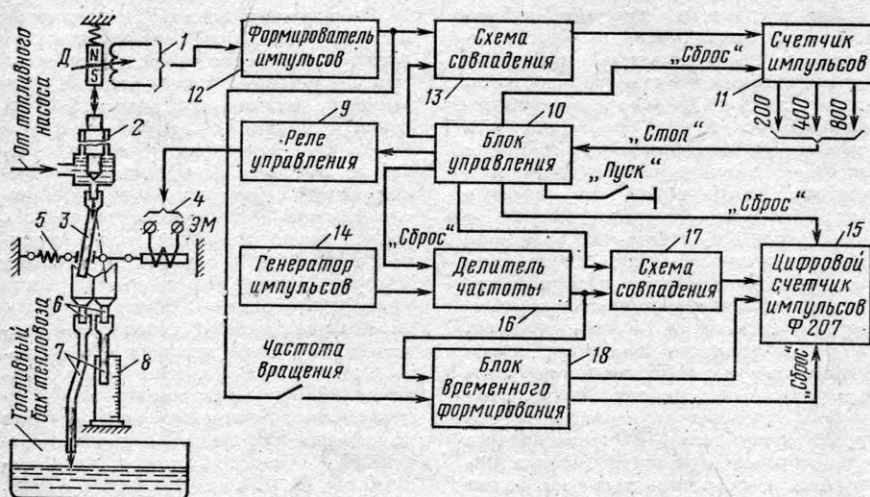 Д
N
S
1
Формирователь
импульсов
12
Схема
совпадения
13
„Сброс“
Счетчик
импульсов
11
200
400
800
От топливного
насоса
2
9
Реле
управления
10
Блок
управления
„Стоп“
„Пуск“
„Сброс“
4
ЭМ
3
5
14
Генератор
импульсов
„Сброс“
Делитель
частоты
16
17
Схема
совпадения
15
Цифровой
счетчик
импульсов
Ф 207
6
7
8
Частота
вращения
18
Блок
временного
формирования
„Сброс“
Топливный
бак тепловоза